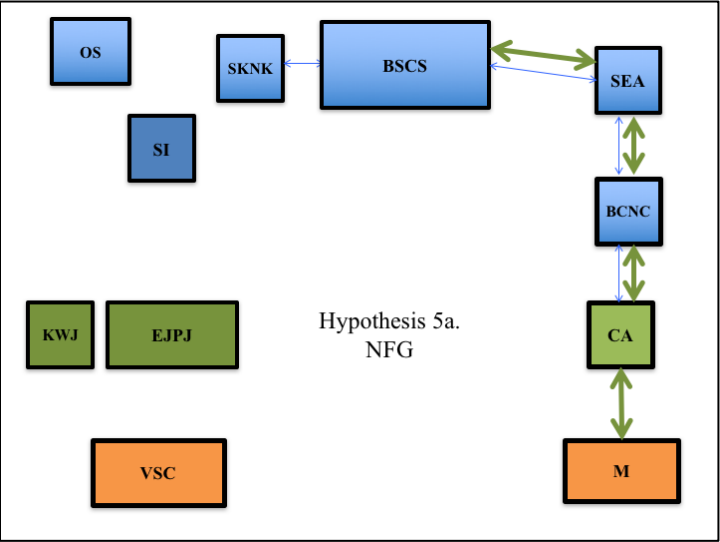 OS
SKNK
BSCS
SEA
SI
BCNC
KWJ
EJPJ
Hypothesis 5a.
NFG
CA
VSC
M